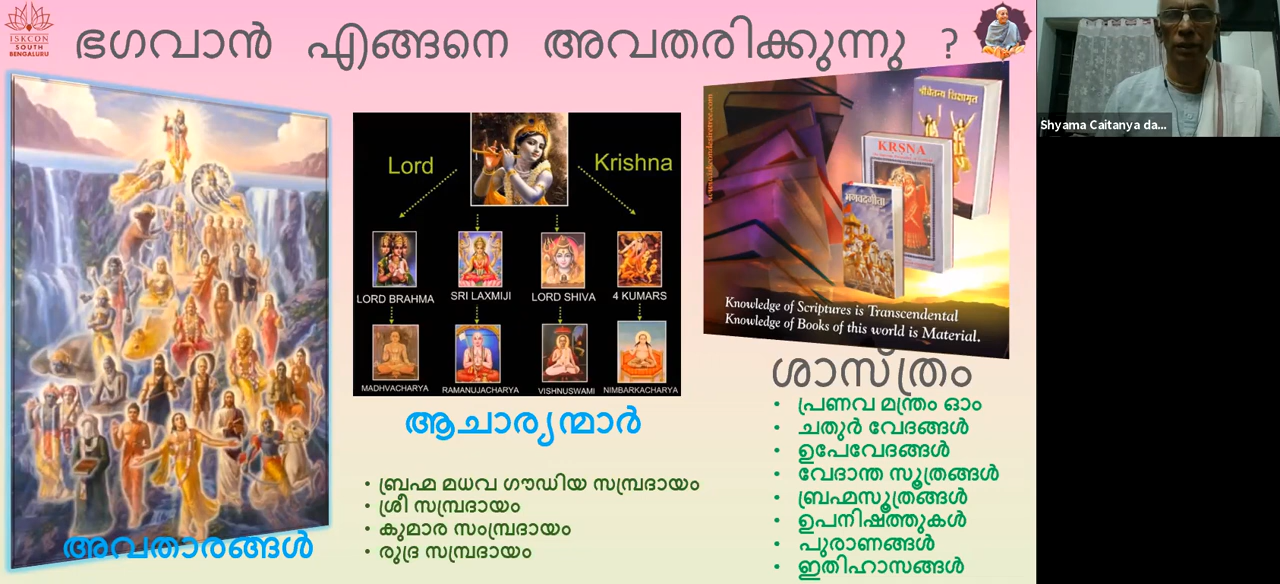 ISKCON
SOUTH
BENGALURU
ഭഗവാൻ എങ്ങനെ അവതരിക്കുന്നു ?
Shyama Caitanya da...
Lord
Krishna
LORD BRAHMA
SRI LAXMIJI
LORD SHIVA
4 KUMARS
MADHVACHARYA
RAMANUJACHARYA
VISHNUSWAMI
NIMBARKACHARYA
KRSNA
भगवद्गीता
Knowledge of Scriptures is Transcendental
Knowledge of Books of this world is Material.
അവതാരങ്ങൾ
ആചാര്യന്മാർ
• ബ്രഹ്മ മധവ ഗൗഡിയ സമ്പ്രദായം
• ശ്രീ സമ്പ്രദായം
• കുമാര സംമ്പ്രദായം
• രുദ്ര സമ്പ്രദായം
ശാസ്ത്രം
• പ്രണവ മന്ത്രം ഓം
• ചതുർ വേദങ്ങൾ
• ഉപേവേദങ്ങൾ
• വേദാന്ത സൂത്രങ്ങൾ
• ബ്രഹ്മസൂത്രങ്ങൾ
• ഉപനിഷത്തുകൾ
• പുരാണങ്ങൾ
• ഇതിഹാസങ്ങൾ